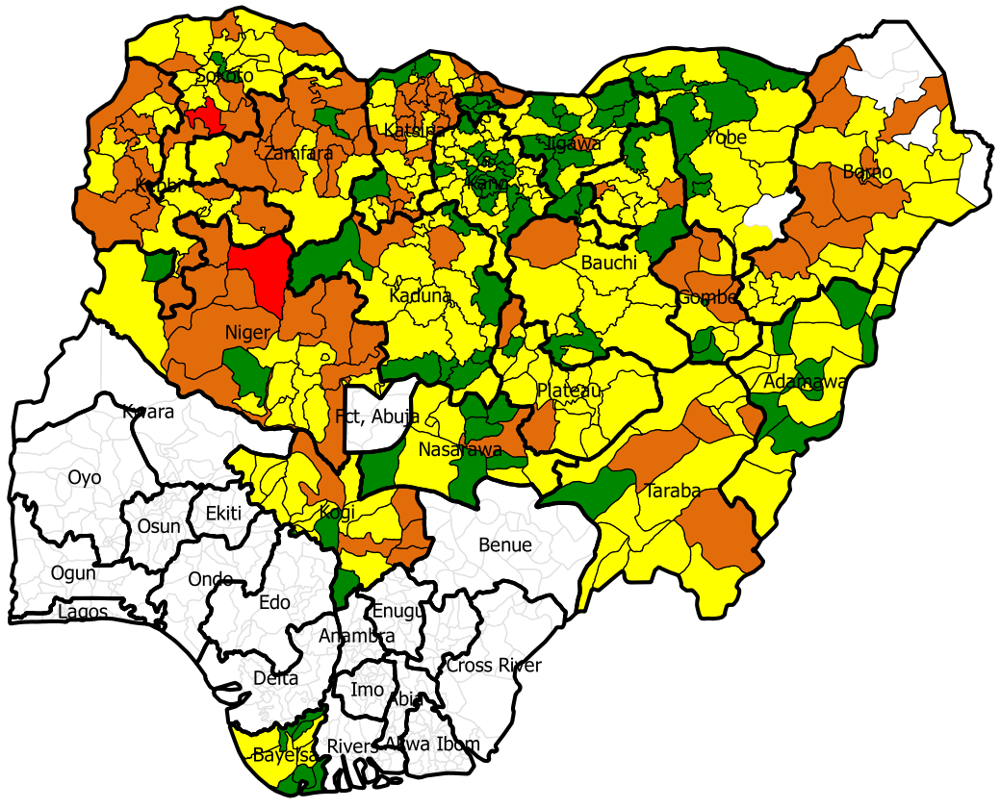 Sokoto
Katsina
Zamfara
Jigawa
Yobe
Kebbi
Kano
Borno
Bauchi
Kaduna
Gombe
Niger
Adamawa
Plateau
Kwara
Fct, Abuja
Nasarawa
Oyo
Taraba
Kogi
Ekiti
Osun
Benue
Ogun
Ondo
Edo
Lagos
Enugu
Anambra
Cross River
Delta
Imo
Abia
Bayelsa
Rivers
Akwa Ibom